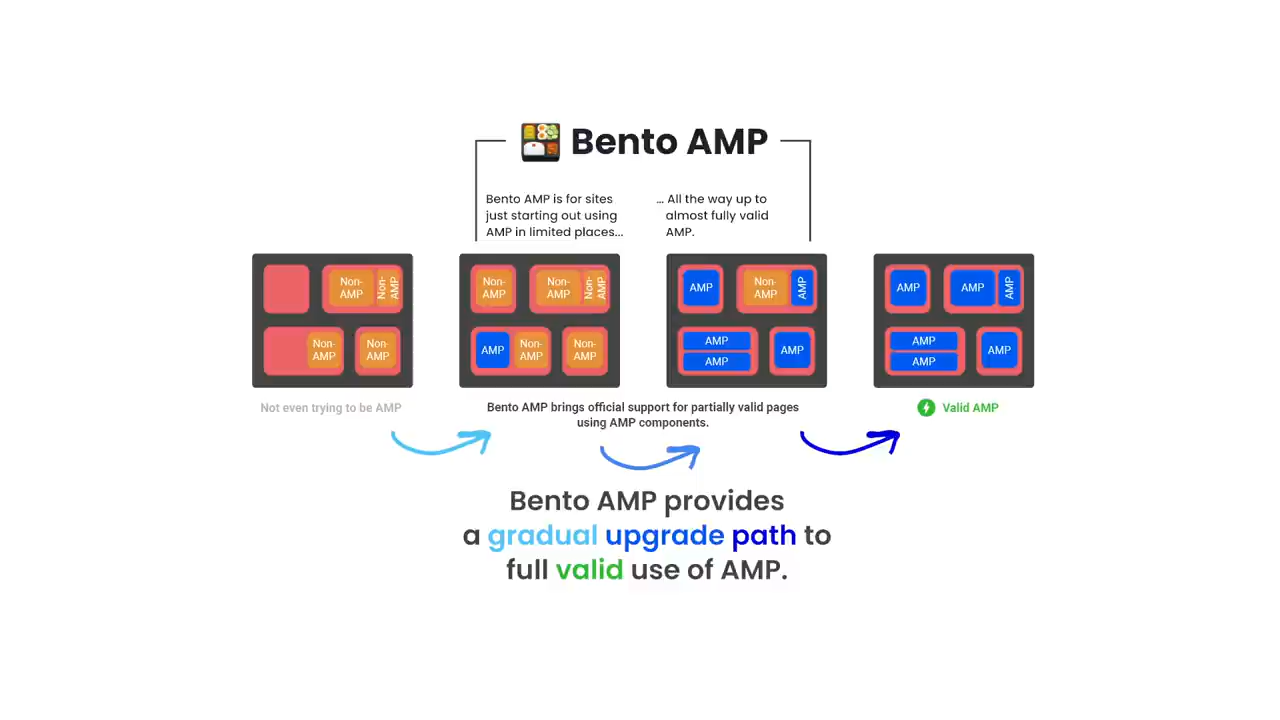 Bento AMP
Bento AMP is for sites
just starting out using
AMP in limited places...
... All the way up to
almost fully valid
AMP.
Non-
AMP
Non-
AMP
Non-
AMP
Non-
AMP
Not even trying to be AMP
Non-
AMP
Non-
AMP
Non-
AMP
AMP
Non-
AMP
Non-
AMP
AMP
Non-
AMP
AMP
AMP
AMP
AMP
Bento AMP brings official support for partially valid pages
using AMP components.
AMP
AMP
AMP
AMP
AMP
AMP
Valid AMP
Bento AMP provides
a gradual upgrade path to
full valid use of AMP.